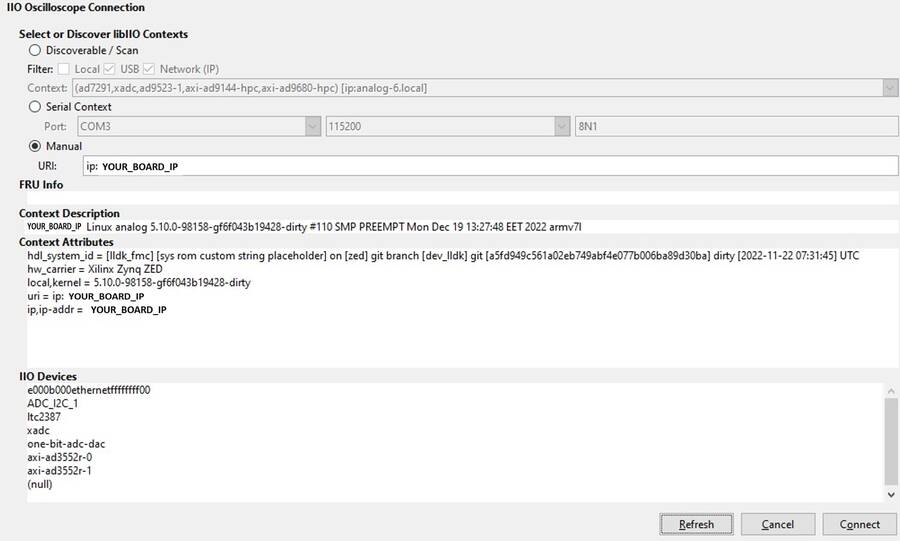 IIO Oscilloscope Connection
Select or Discover libIIO Contexts
Discoverable / Scan
Filter: Local USB Network (IP)
Context: (ad7291,xadc,ad9523-1,axi-ad9144-hpc,axi-ad9680-hpc) [ip:analog-6.local]
Serial Context
Port: COM3 115200 8N1
Manual
URI: ip: YOUR_BOARD_IP
FRU Info
Context Description
YOUR_BOARD_IP Linux analog 5.10.0-98158-gf6f043b19428-dirty #110 SMP PREEMPT Mon Dec 19 13:27:48 EET 2022 armv7l
Context Attributes
hdl_system_id = [lldk_fmc] [sys rom custom string placeholder] on [zed] git branch [dev_lldk] git [a5fd949c561a02eb749abf4e077b006ba89d30ba] dirty [2022-11-22 07:31:45] UTC
hw_carrier = Xilinx Zynq ZED
local,kernel = 5.10.0-98158-gf6f043b19428-dirty
uri = ip: YOUR_BOARD_IP
ip,ip-addr = YOUR_BOARD_IP
IIO Devices
e000b000ethernetffffffff00
ADC_I2C_1
ltc2387
xadc
one-bit-adc-dac
axi-ad3552r-0
axi-ad3552r-1
(null)
Refresh Cancel Connect